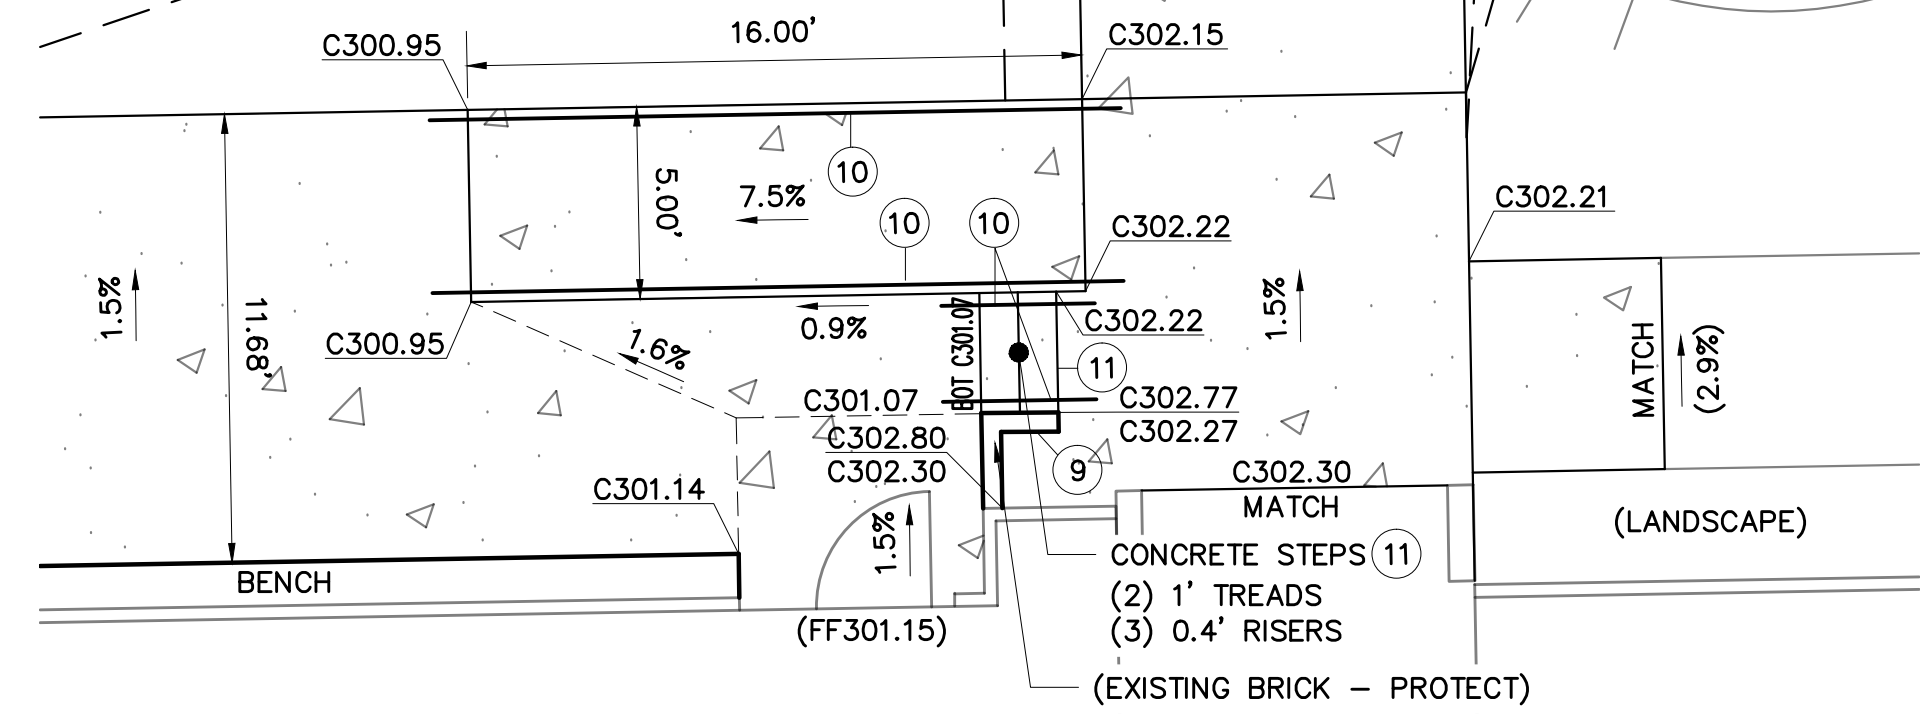 C300.95
16.00'
C302.15
10
5.00'
7.5%
10
10
C302.22
C302.21
1.5%
11.68'
C300.95
1.6%
0.9%
BOT C301.07
C302.22
1.5%
MATCH
(2.9%)
11
C301.07
C302.77
C302.27
C302.80
C302.30
9
C302.30
MATCH
C301.14
1.5%
(LANDSCAPE)
BENCH
CONCRETE STEPS 11
(2) 1' TREADS
(3) 0.4' RISERS
(FF301.15)
(EXISTING BRICK – PROTECT)